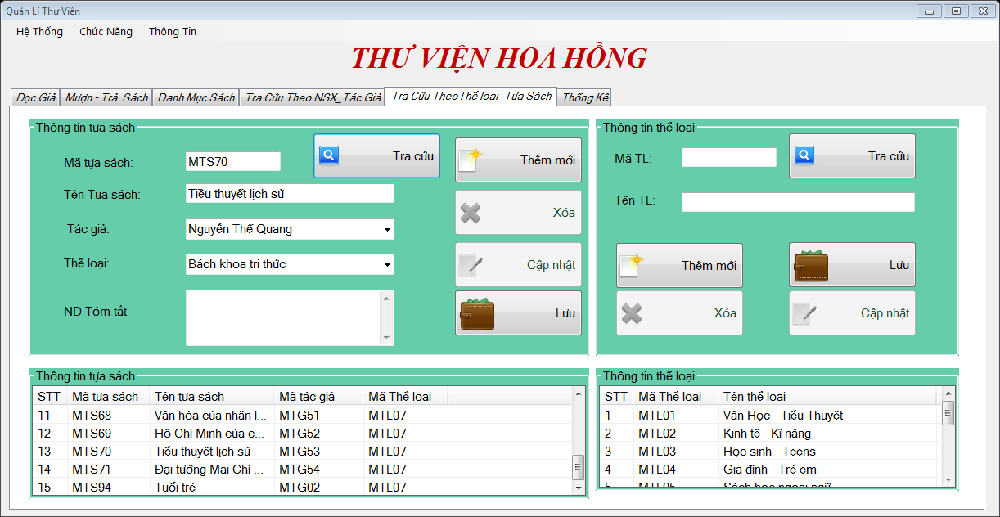 Quản Lí Thư Viện
Hệ Thống Chức Năng Thông Tin
THƯ VIỆN HOA HỒNG
Đọc Giả Mượn - Trả Sách Danh Mục Sách Tra Cứu Theo NSX_Tác Giả Tra Cứu TheoThể loại_Tựa Sách Thống Kê
Thông tin tựa sách
Mã tựa sách: MTS70 Tra cứu Thêm mới
Tên Tựa sách: Tiều thuyết lịch sử Xóa
Tác giả: Nguyễn Thế Quang
Thể loại: Bách khoa tri thức Cập nhật
ND Tóm tắt Lưu
Thông tin thể loại
Mã TL: Tra cứu
Tên TL:
Thêm mới Lưu
Xóa Cập nhật
Thông tin tựa sách
STT Mã tựa sách Tên tựa sách Mã tác giả Mã Thể loại
11 MTS68 Văn hóa của nhân l... MTG51 MTL07
12 MTS69 Hồ Chí Minh của c... MTG52 MTL07
13 MTS70 Tiểu thuyết lịch sử MTG53 MTL07
14 MTS71 Đại tướng Mai Chí ... MTG54 MTL07
15 MTS94 Tuổi trẻ MTG02 MTL07
Thông tin thể loại
STT Mã Thể loại Tên thể loại
1 MTL01 Văn Học - Tiểu Thuyết
2 MTL02 Kinh tế - Kĩ năng
3 MTL03 Học sinh - Teens
4 MTL04 Gia đình - Trẻ em
5 MTL05 Sách học ngoại ngữ